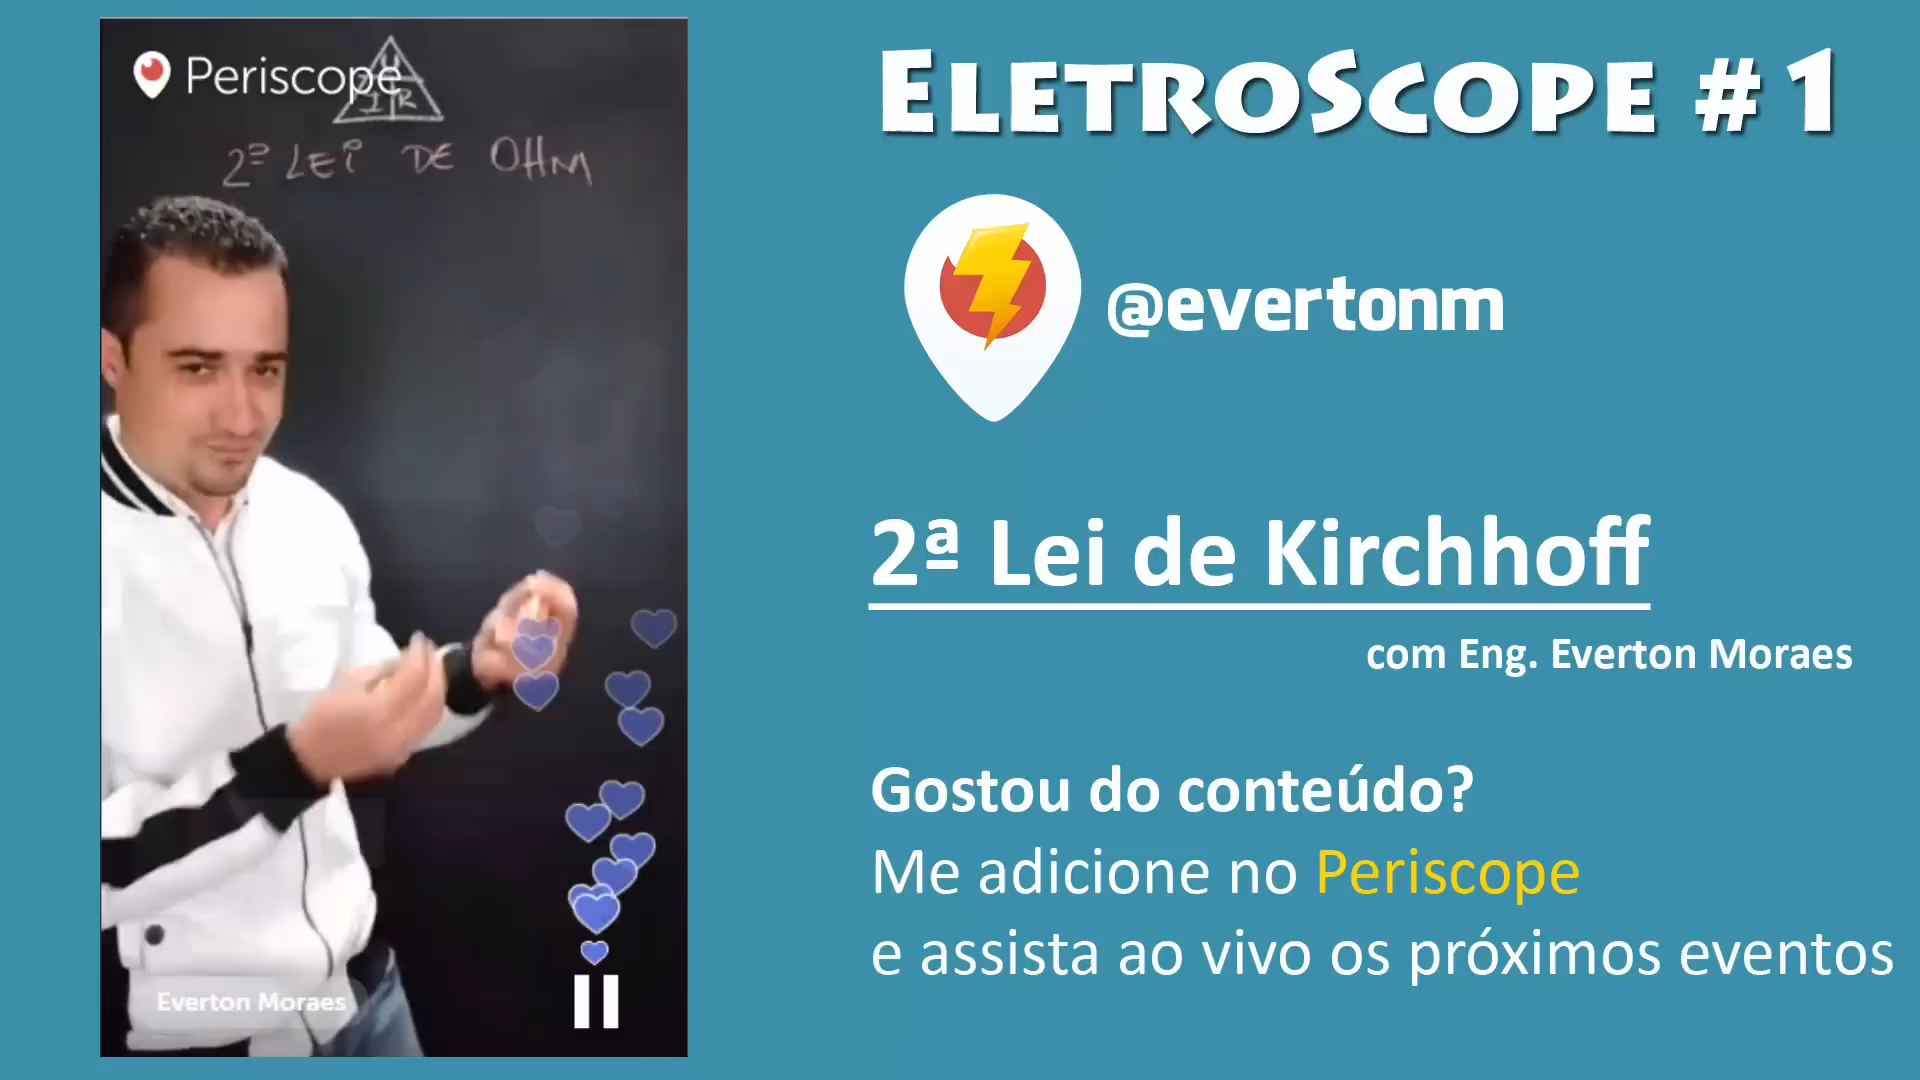 Periscope
U
I R
2ª LEI DE OHM
Everton Moraes
ELETROSCOPE #1
@evertonm
2ª Lei de Kirchhoff
com Eng. Everton Moraes
Gostou do conteúdo?
Me adicione no Periscope
e assista ao vivo os próximos eventos